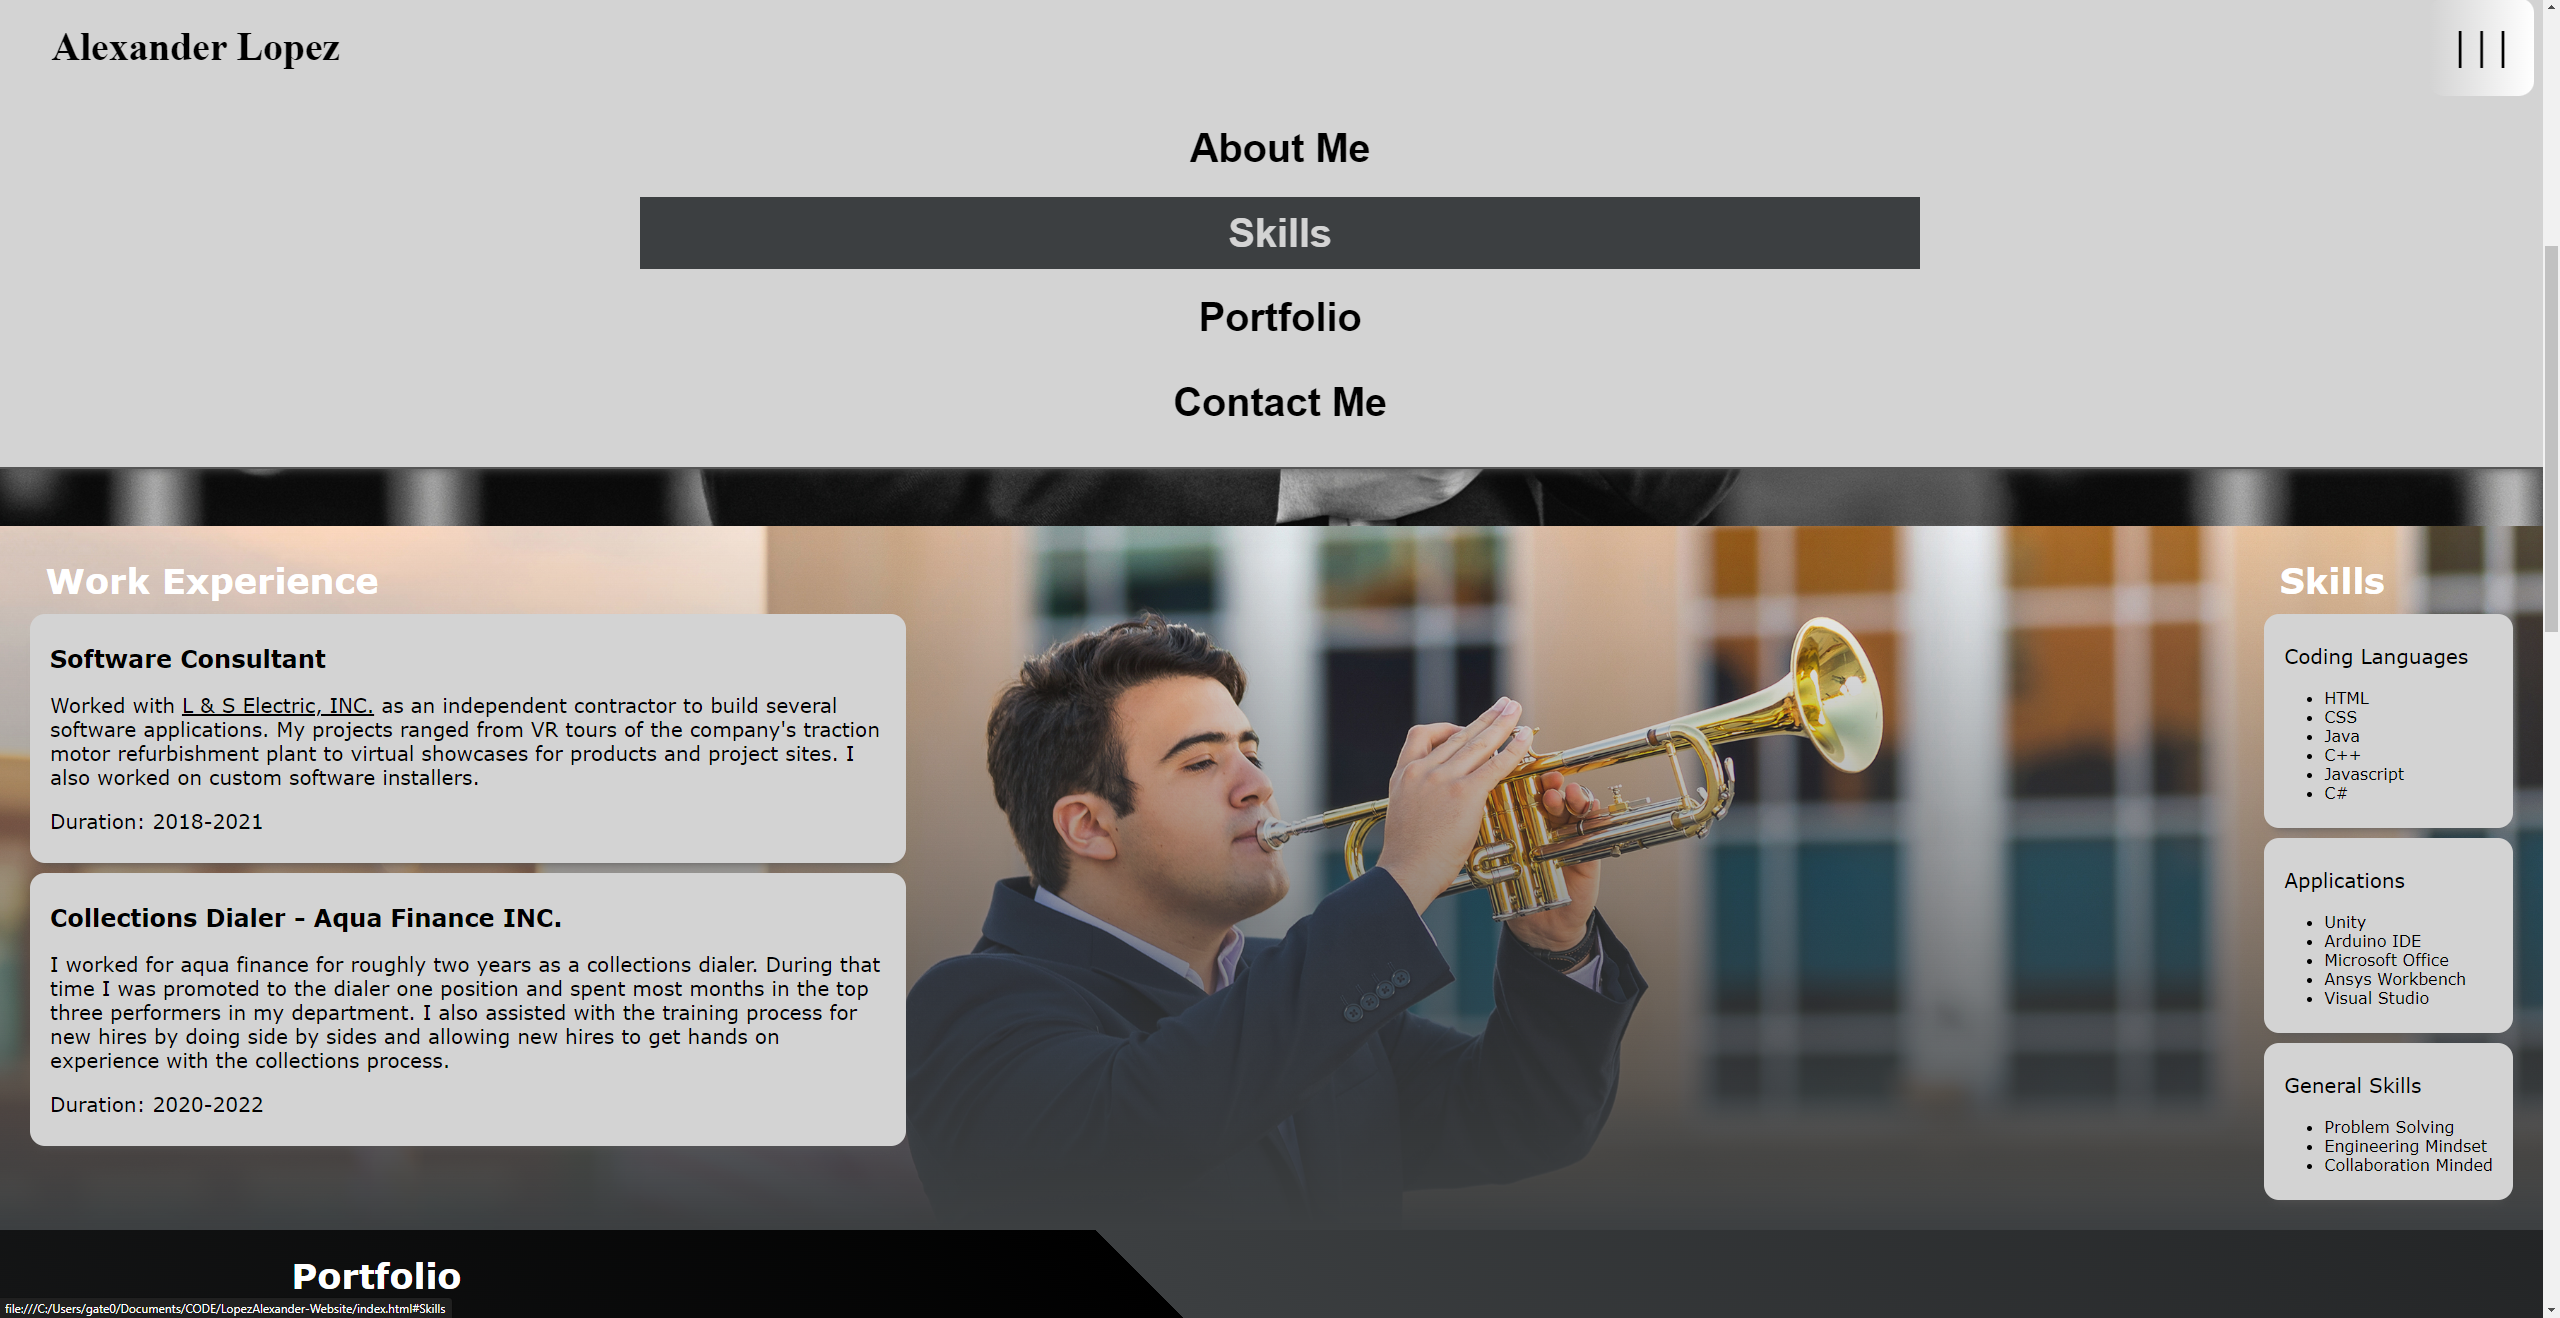 Alexander Lopez
|||
About Me
Skills
Portfolio
Contact Me
Work Experience
Software Consultant
Worked with L & S Electric, INC. as an independent contractor to build several
software applications. My projects ranged from VR tours of the company's traction
motor refurbishment plant to virtual showcases for products and project sites. I
also worked on custom software installers.
Duration: 2018-2021
Collections Dialer - Aqua Finance INC.
I worked for aqua finance for roughly two years as a collections dialer. During that
time I was promoted to the dialer one position and spent most months in the top
three performers in my department. I also assisted with the training process for
new hires by doing side by sides and allowing new hires to get hands on
experience with the collections process.
Duration: 2020-2022
Skills
Coding Languages
• HTML
• CSS
• Java
• C++
• Javascript
• C#
Applications
• Unity
• Arduino IDE
• Microsoft Office
• Ansys Workbench
• Visual Studio
General Skills
• Problem Solving
• Engineering Mindset
• Collaboration Minded
Portfolio
file:///C:/Users/gate0/Documents/CODE/LopezAlexander-Website/index.html#Skills